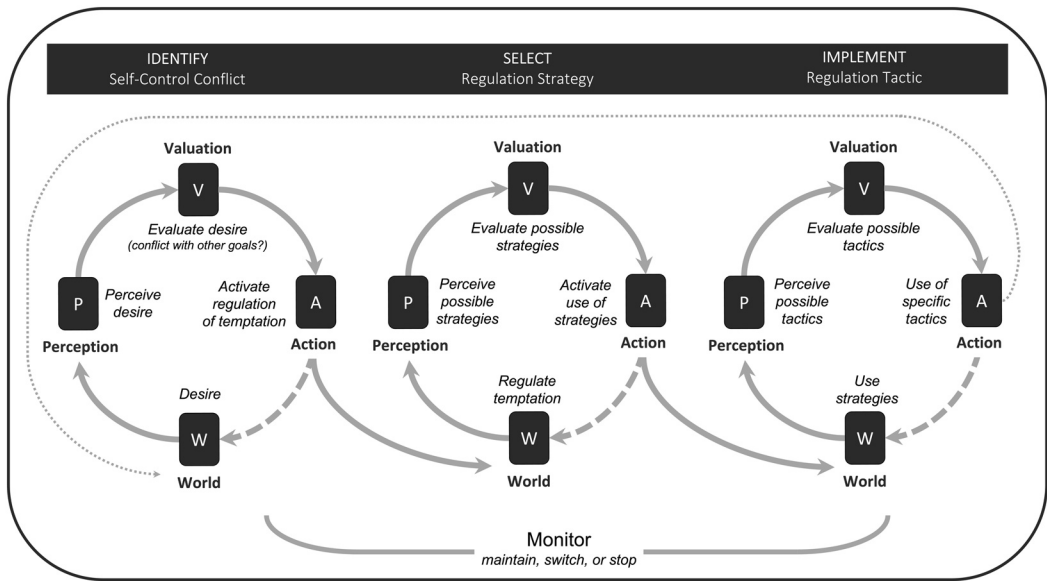 IDENTIFY
Self-Control Conflict
SELECT
Regulation Strategy
IMPLEMENT
Regulation Tactic
Valuation
V
Evaluate desire
(conflict with other goals?)
P
Perceive
desire
Perception
Activate
regulation
of temptation
A
Action
Desire
W
World
Valuation
V
Evaluate possible
strategies
P
Perceive
possible
strategies
Perception
Activate
use of
strategies
A
Action
Regulate
temptation
W
World
Valuation
V
Evaluate possible
tactics
P
Perceive
possible
tactics
Perception
Use of
specific
tactics
A
Action
Use
strategies
W
World
Monitor
maintain, switch, or stop